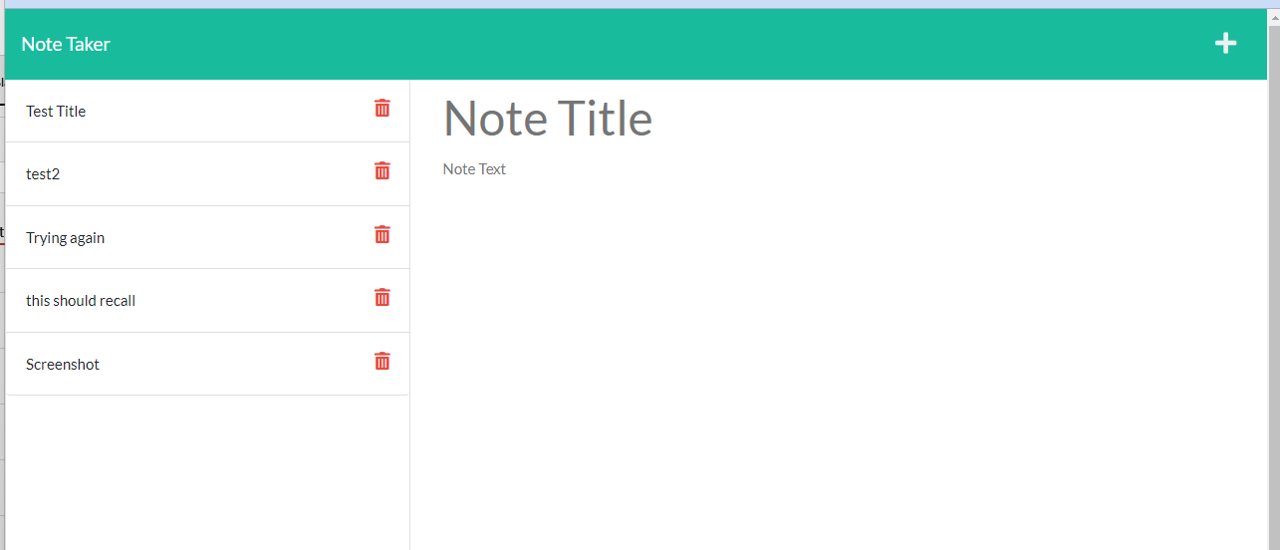 Note Taker
Test Title
test2
Trying again
this should recall
Screenshot
Note Title
Note Text